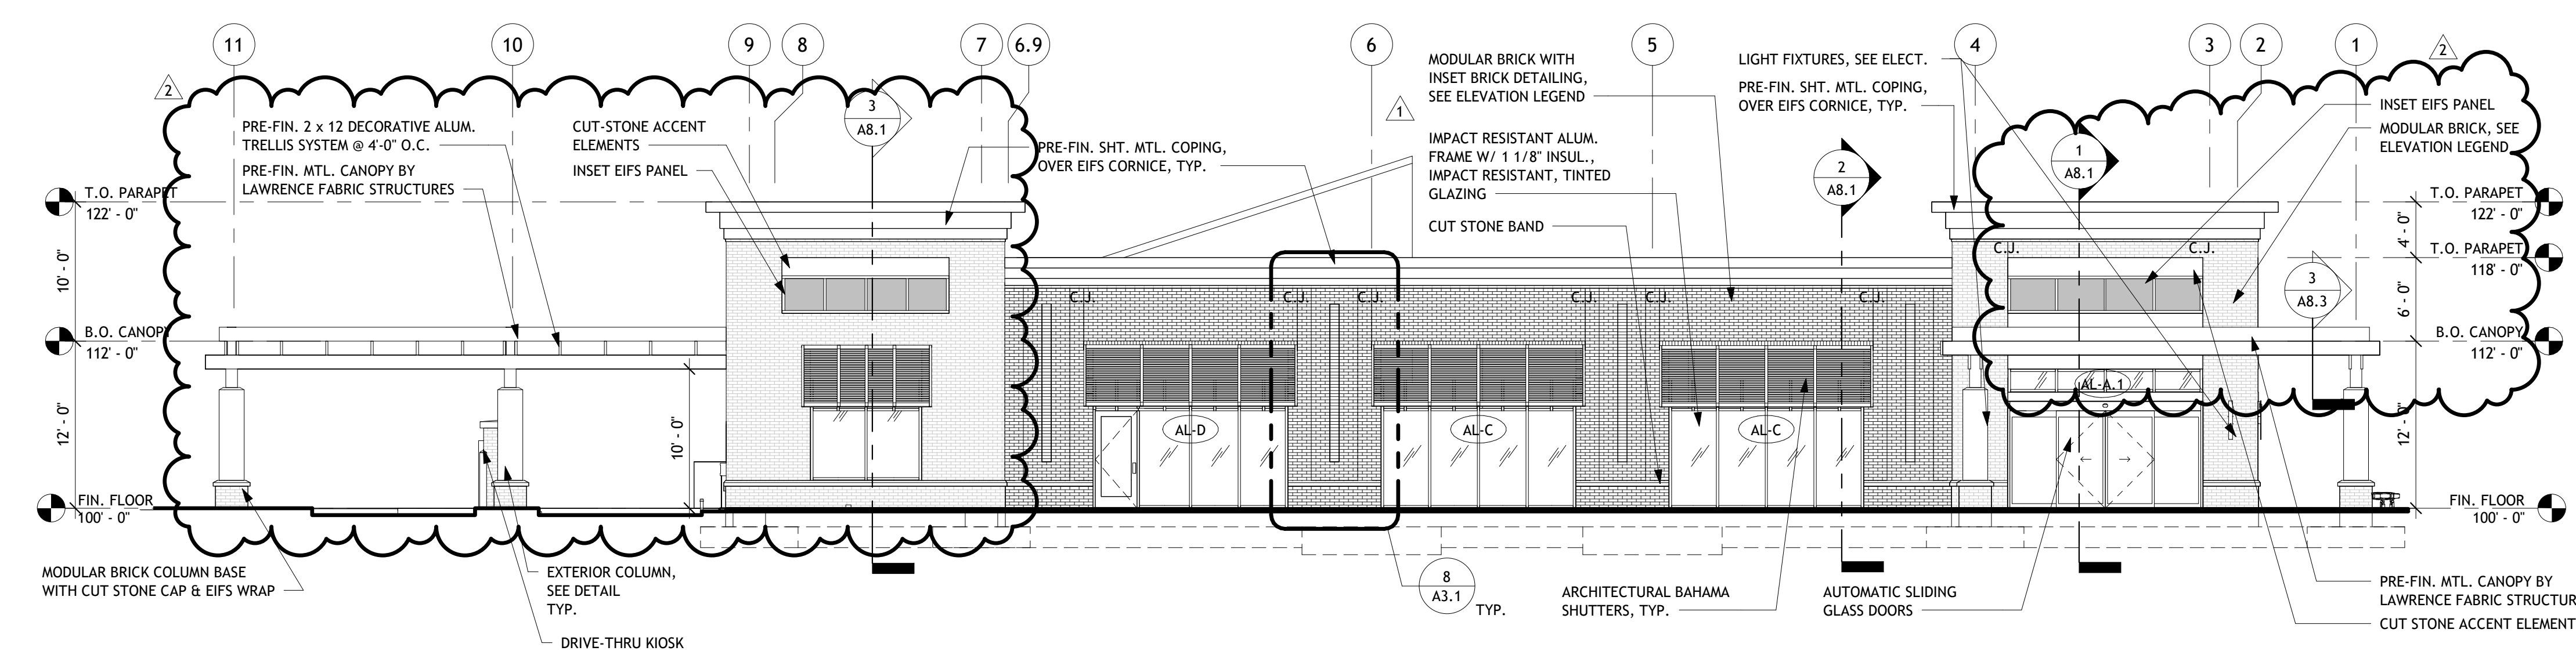 11
10
9
8
7
6.9
6
5
4
3
2
1
2
2
1
MODULAR BRICK WITH
INSET BRICK DETAILING,
SEE ELEVATION LEGEND
LIGHT FIXTURES, SEE ELECT.
PRE-FIN. SHT. MTL. COPING,
OVER EIFS CORNICE, TYP.
INSET EIFS PANEL
MODULAR BRICK, SEE
ELEVATION LEGEND
PRE-FIN. 2 x 12 DECORATIVE ALUM.
TRELLIS SYSTEM @ 4'-0" O.C.
PRE-FIN. MTL. CANOPY BY
LAWRENCE FABRIC STRUCTURES
CUT-STONE ACCENT
ELEMENTS
INSET EIFS PANEL
3
A8.1
PRE-FIN. SHT. MTL. COPING,
OVER EIFS CORNICE, TYP.
IMPACT RESISTANT ALUM.
FRAME W/ 1 1/8" INSUL.,
IMPACT RESISTANT, TINTED
GLAZING
CUT STONE BAND
2
A8.1
1
A8.1
3
A8.3
T.O. PARAPET
122' - 0"
10' - 0"
B.O. CANOPY
112' - 0"
12' - 0"
FIN. FLOOR
100' - 0"
10' - 0"
C.J.
C.J.
C.J.
C.J.
C.J.
C.J.
C.J.
C.J.
AL-D
AL-C
AL-C
AL-A.1
T.O. PARAPET
122' - 0"
4' - 0"
T.O. PARAPET
118' - 0"
6' - 0"
B.O. CANOPY
112' - 0"
12' - 0"
FIN. FLOOR
100' - 0"
MODULAR BRICK COLUMN BASE
WITH CUT STONE CAP & EIFS WRAP
EXTERIOR COLUMN,
SEE DETAIL
TYP.
DRIVE-THRU KIOSK
8
A3.1
TYP.
ARCHITECTURAL BAHAMA
SHUTTERS, TYP.
AUTOMATIC SLIDING
GLASS DOORS
PRE-FIN. MTL. CANOPY BY
LAWRENCE FABRIC STRUCTUR
CUT STONE ACCENT ELEMENT